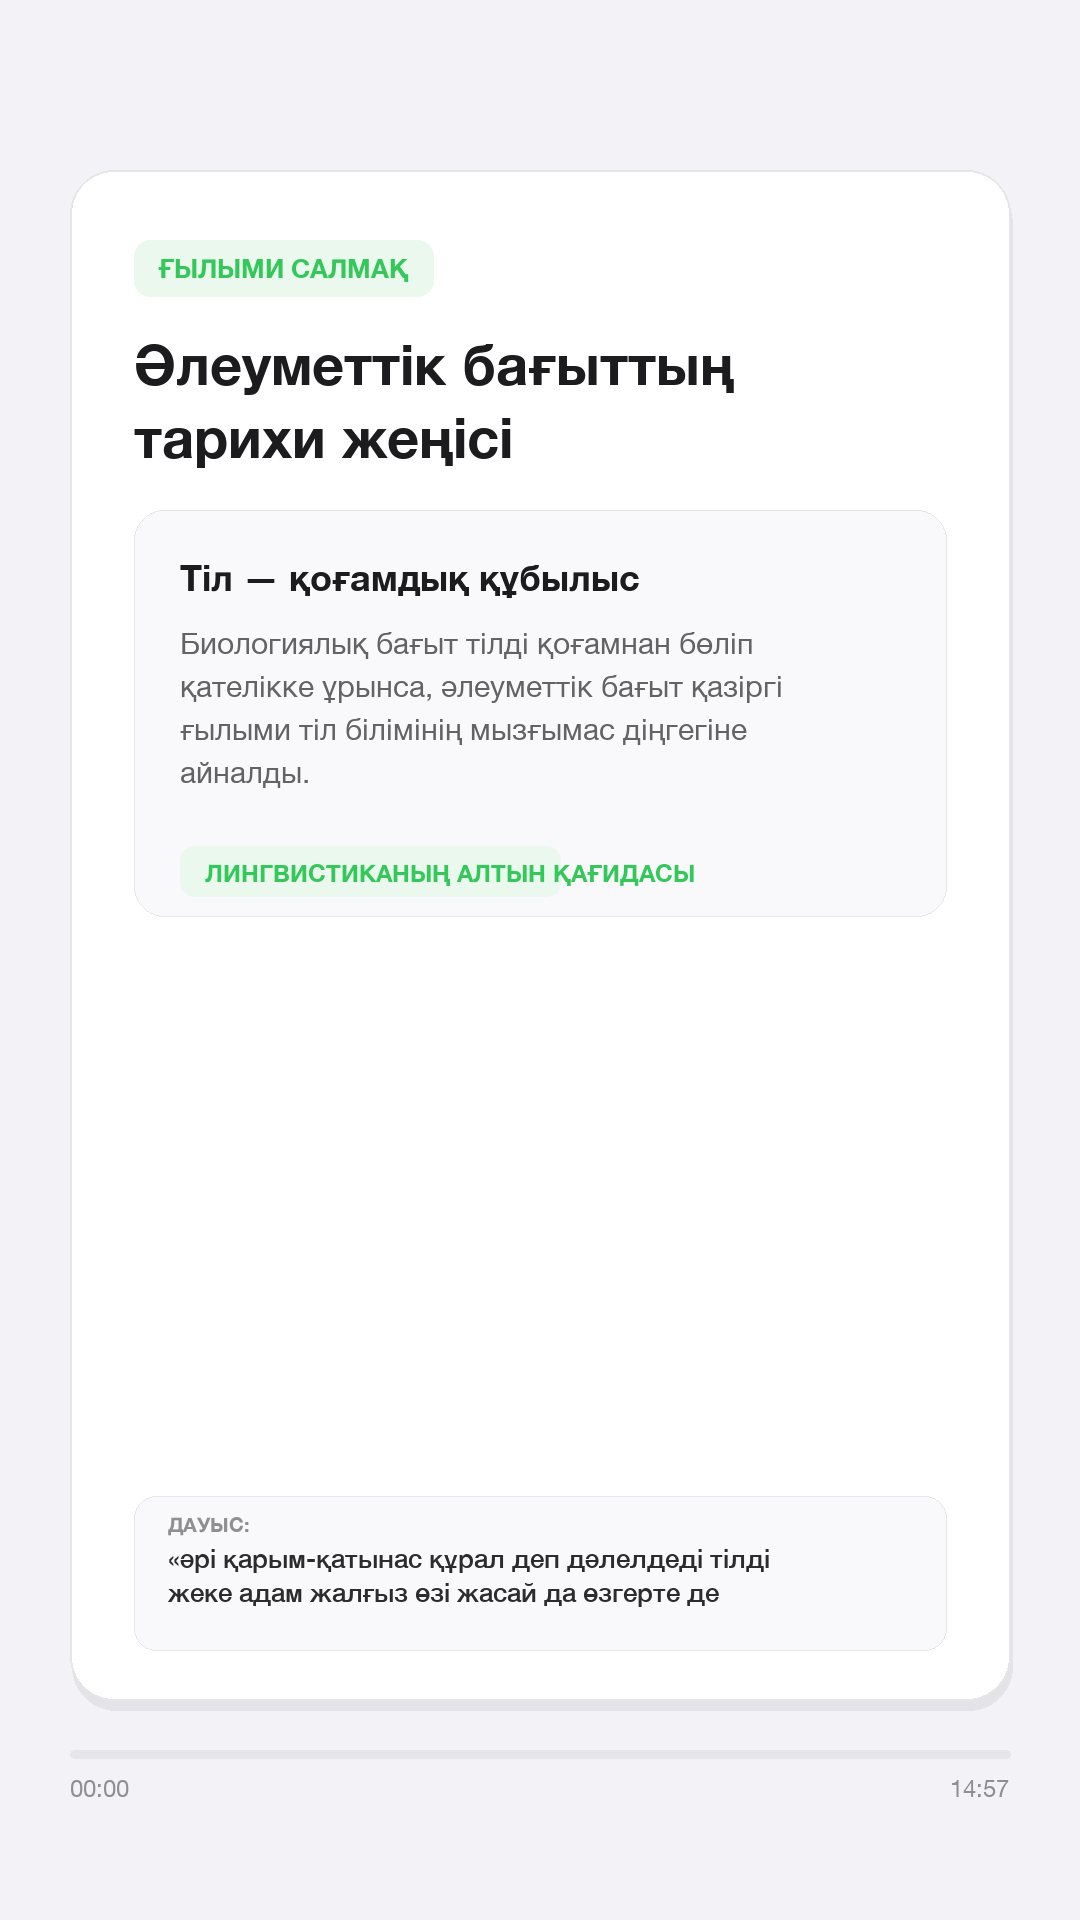 ҒЫЛЫМИ САЛМАҚ
Әлеуметтік бағыттың
тарихи жеңісі
Тіл — қоғамдық құбылыс
Биологиялық бағыт тілді қоғамнан бөліп
қателікке ұрынса, әлеуметтік бағыт қазіргі
ғылыми тіл білімінің мызғымас діңгегіне
айналды.
ЛИНГВИСТИКАНЫҢ АЛТЫН ҚАҒИДАСЫ
ДАУЫС:
«әрі қарым-қатынас құрал деп дәлелдеді тілді
жеке адам жалғыз өзі жасай да өзгерте де
00:00
14:57